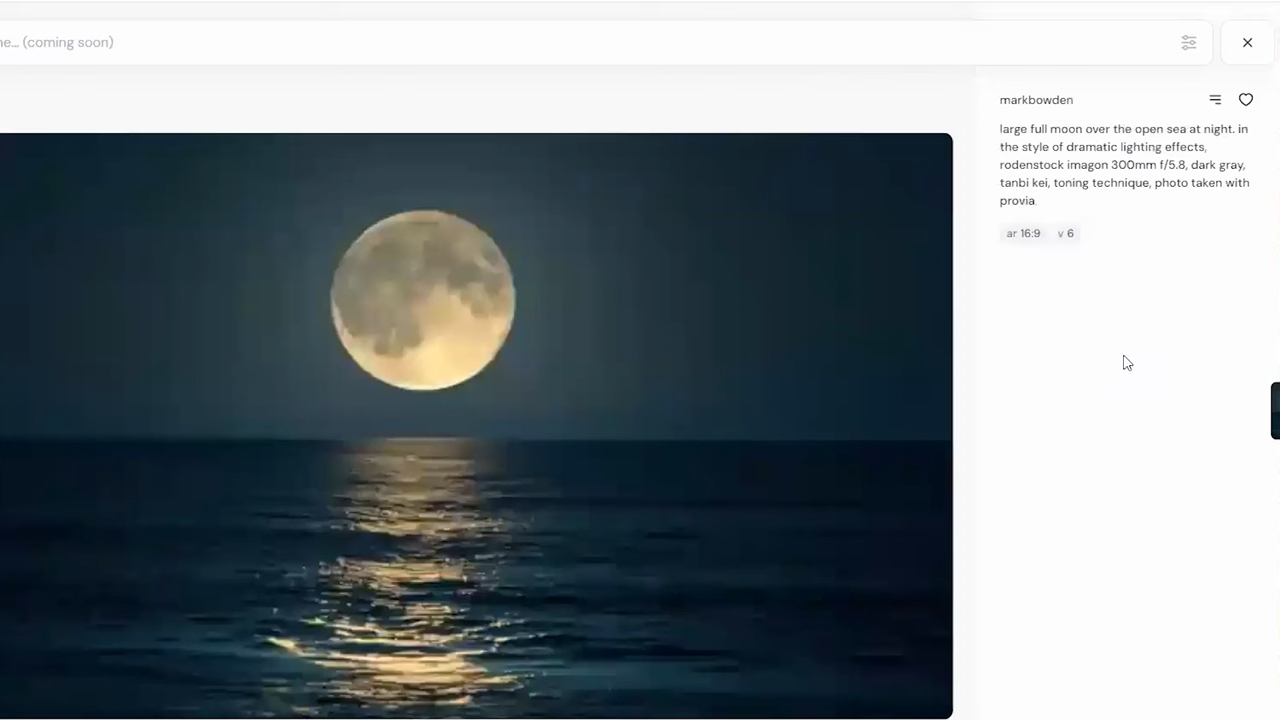 (coming soon)
markbowden
large full moon over the open sea at night. in
the style of dramatic lighting effects,
rodenstock imagon 300mm f/5.8, dark gray,
tanbi kei, toning technique, photo taken with
provia.
ar 16:9 v 6